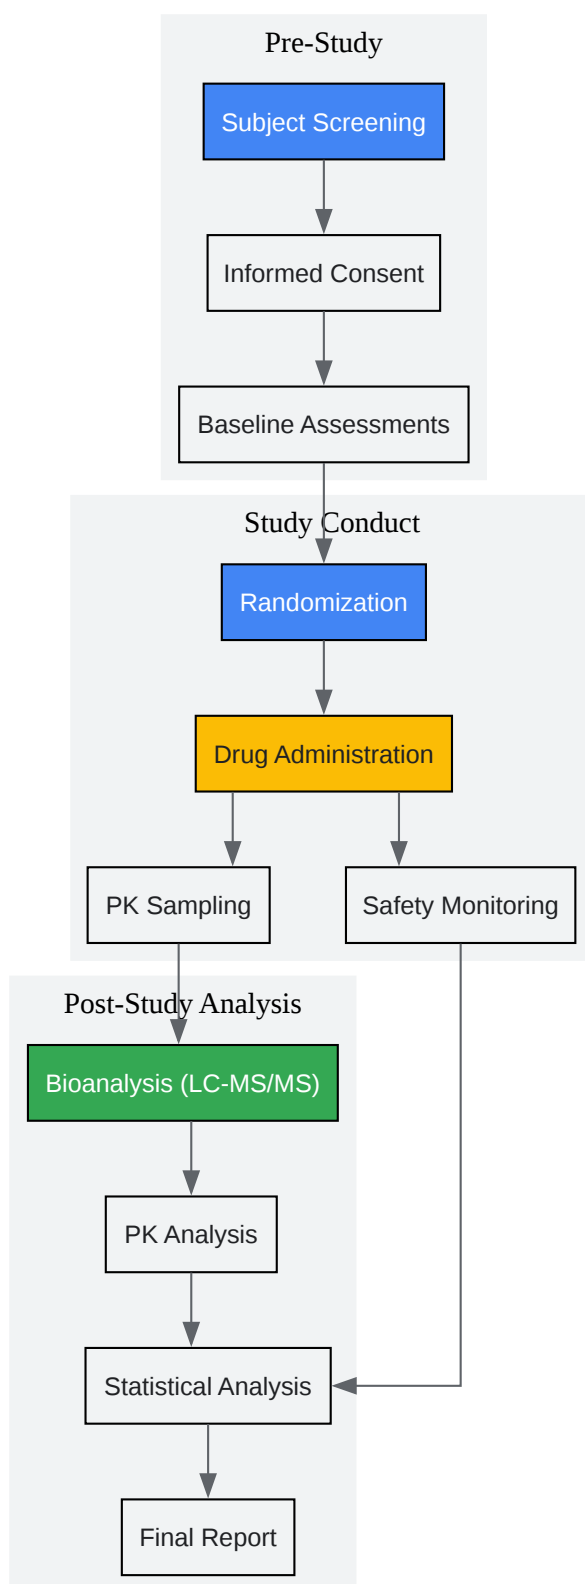 Pre-Study
Subject Screening
Informed Consent
Baseline Assessments
Study Conduct
Randomization
Drug Administration
PK Sampling
Safety Monitoring
Post-Study Analysis
Bioanalysis (LC-MS/MS)
PK Analysis
Statistical Analysis
Final Report